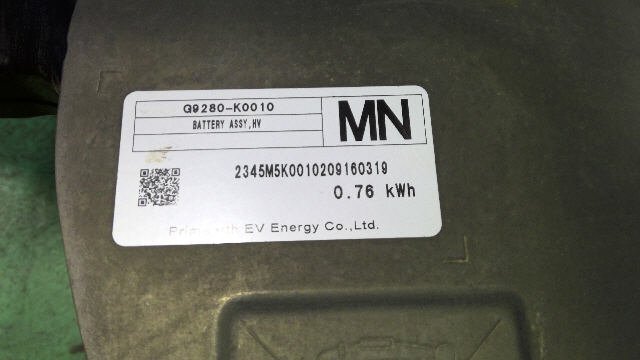 G9280-K0010
BATTERY ASSY,HV
MN
2345M5K0010209160319
0.76 kWh
EV Energy Co.,Ltd.